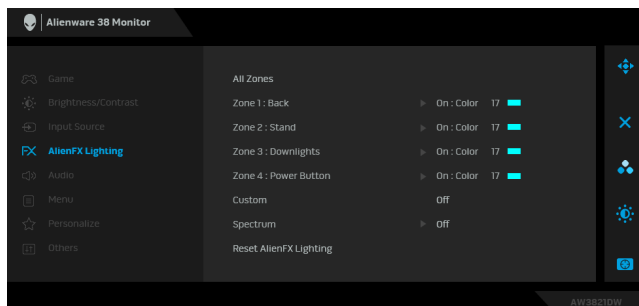 Alienware 38 Monitor
Game
Brightness/Contrast
Input Source
AlienFX Lighting
Audio
Menu
Personalize
Others
All Zones
Zone 1 : Back On : Color 17
Zone 2 : Stand On : Color 17
Zone 3 : Downlights On : Color 17
Zone 4 : Power Button On : Color 17
Custom Off
Spectrum Off
Reset AlienFX Lighting
AW3821DW